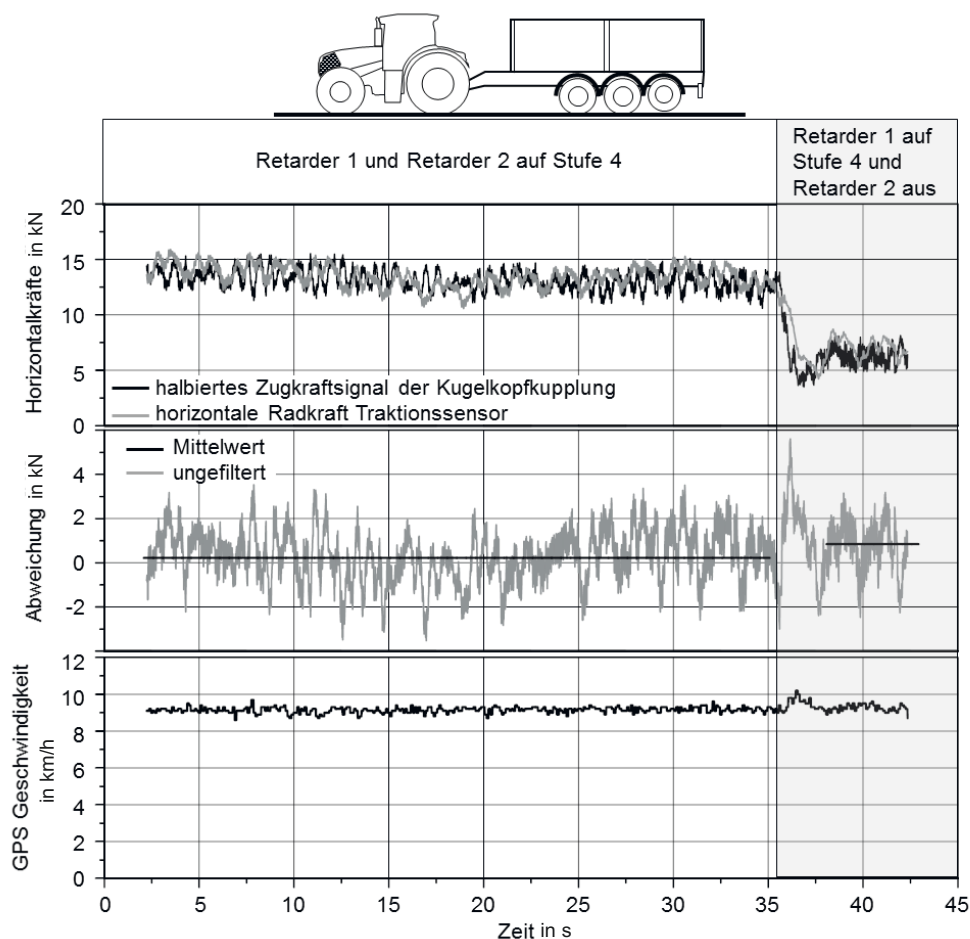 Retarder 1 und Retarder 2 auf Stufe 4
Retarder 1 auf
Stufe 4 und
Retarder 2 aus
Horizontalkräfte in kN
20
15
10
5
0
halbiertes Zugkraftsignal der Kugelkopfkupplung
horizontale Radkraft Traktionssensor
Abweichung in kN
4
2
0
-2
Mittelwert
ungefiltert
GPS Geschwindigkeit
in km/h
12
10
8
6
4
2
0
0 5 10 15 20 25 30 35 40 45
Zeit in s